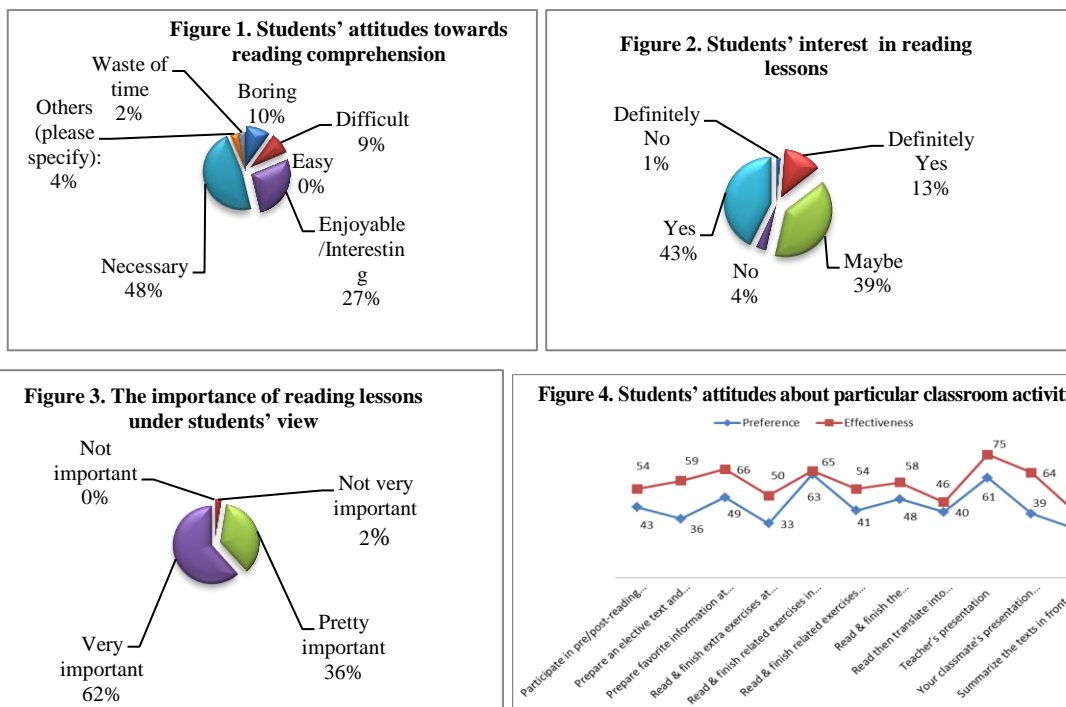 Figure 1. Students' attitudes towards
reading comprehension
Waste of
time
2%
Boring
10%
Others
(please
specify):
4%
Difficult
9%
Easy
0%
Enjoyable
/Interestin
g
27%
Necessary
48%
Figure 2. Students' interest in reading
lessons
Definitely
No
1%
Definitely
Yes
13%
Yes
43%
No
4%
Maybe
39%
Figure 3. The importance of reading lessons
under students' view
Not
important
0%
Not very
important
2%
Very
important
62%
Pretty
important
36%
Figure 4. Students' attitudes about particular classroom activiti
Preference
Effectiveness
54
59
66
50
65
54
58
46
75
64
43
36
49
33
63
41
48
40
61
39
Participate in pre/post-reading...
Prepare an elective text and...
Prepare favorite information at...
Read & finish extra exercises at...
Read & finish related exercises in...
Read & finish related exercises...
Read & finish the...
Read then translate into...
Teacher's presentation
Your classmate's presentation...
Summarize the texts in front